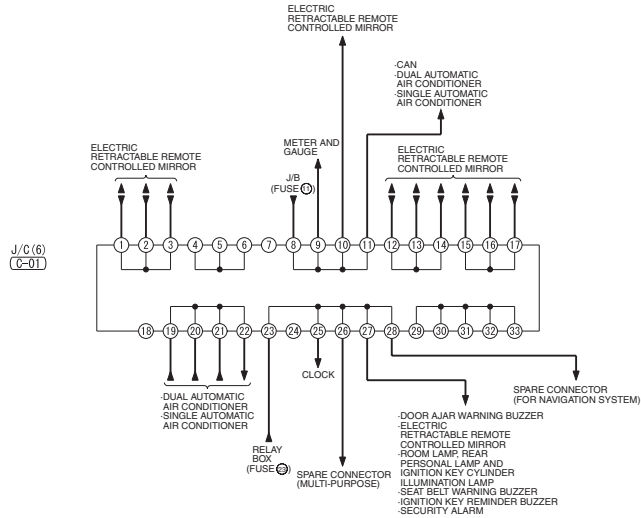 ELECTRIC
RETRACTABLE REMOTE
CONTROLLED MIRROR
·CAN
·DUAL AUTOMATIC
AIR CONDITIONER
·SINGLE AUTOMATIC
AIR CONDITIONER
ELECTRIC
RETRACTABLE REMOTE
CONTROLLED MIRROR
METER AND
GAUGE
J/B
(FUSE 11)
ELECTRIC
RETRACTABLE REMOTE
CONTROLLED MIRROR
J/C(6)
C-01
1 2 3 4 5 6 7 8 9 10 11 12 13 14 15 16 17
18 19 20 21 22 23 24 25 26 27 28 29 30 31 32 33
·DUAL AUTOMATIC
AIR CONDITIONER
·SINGLE AUTOMATIC
AIR CONDITIONER
RELAY
BOX
(FUSE 23)
CLOCK
SPARE CONNECTOR
(MULTI-PURPOSE)
·DOOR AJAR WARNING BUZZER
·ELECTRIC
RETRACTABLE REMOTE
CONTROLLED MIRROR
·ROOM LAMP, REAR
PERSONAL LAMP AND
IGNITION KEY CYLINDER
ILLUMINATION LAMP
·SEAT BELT WARNING BUZZER
·IGNITION KEY REMINDER BUZZER
·SECURITY ALARM
SPARE CONNECTOR
(FOR NAVIGATION SYSTEM)